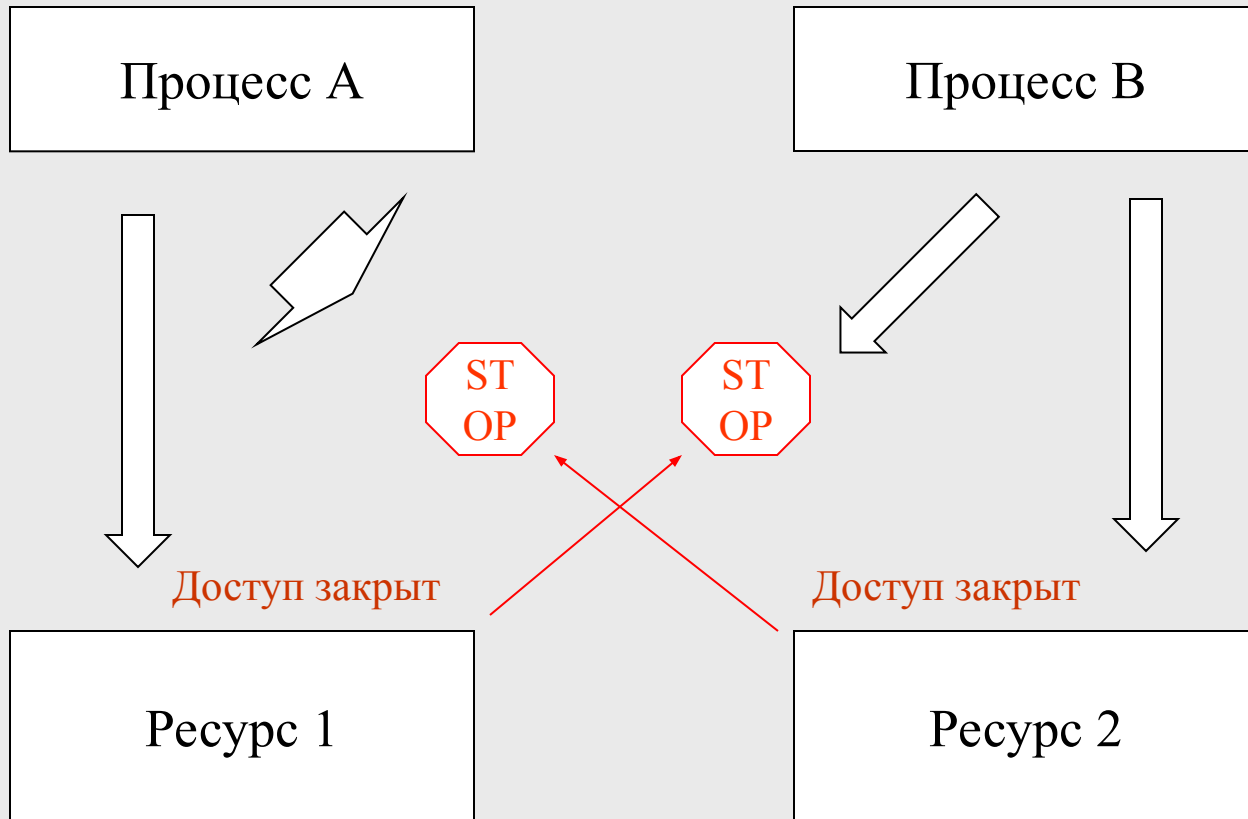 Процесс А
Процесс В
ST
OP
ST
OP
Доступ закрыт
Доступ закрыт
Ресурс 1
Ресурс 2